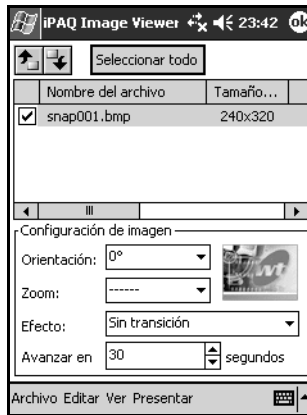 iPAQ Image Viewer 23:42 ok
Seleccionar todo
Nombre del archivo Tamaño...
snap001.bmp 240x320
Configuración de imagen
Orientación: 0°
Zoom: ------
Efecto: Sin transición
Avanzar en 30 segundos
Archivo Editar Ver Presentar